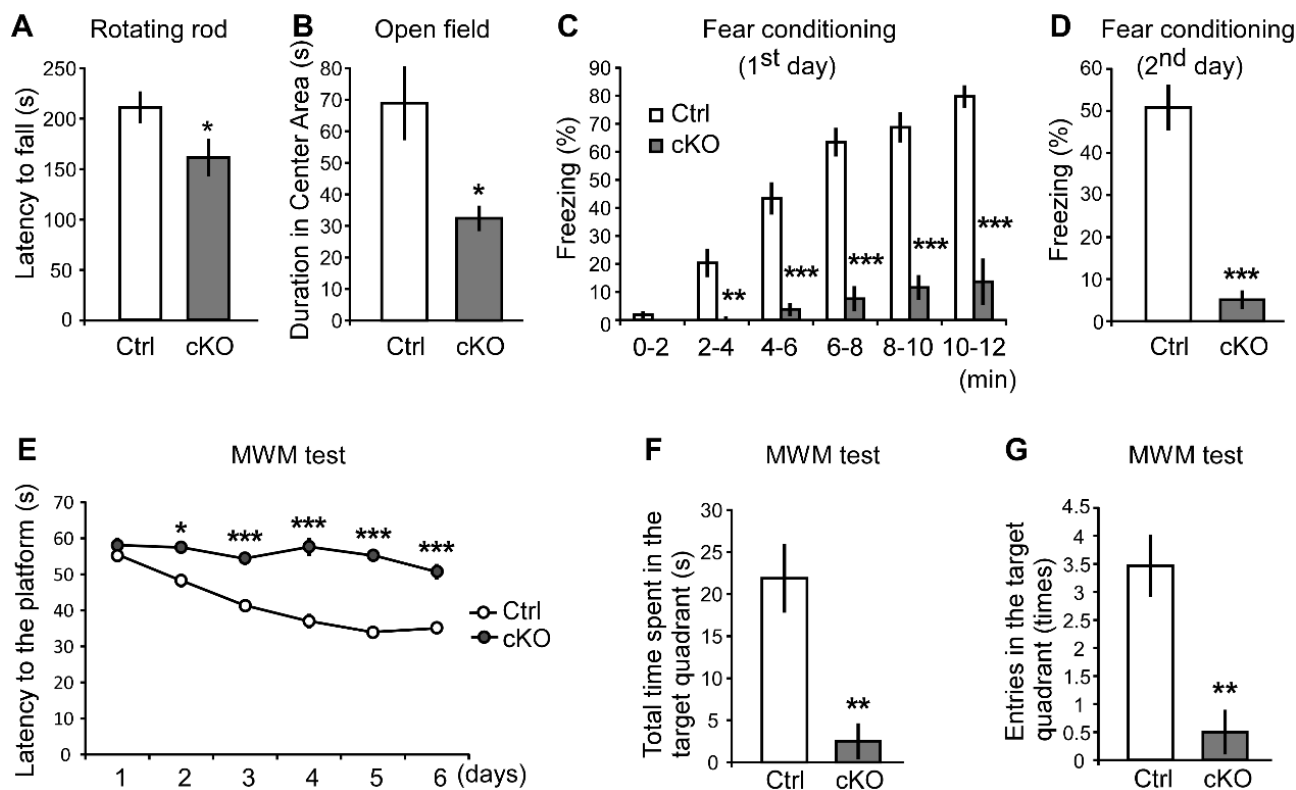 A Rotating rod
Latency to fall (s)
250
200
150
100
50
0
*
Ctrl cKO
B Open field
Duration in Center Area (s)
80
70
60
50
40
30
20
10
0
*
Ctrl cKO
C Fear conditioning
(1st day)
Freezing (%)
90
80
70
60
50
40
30
20
10
0
Ctrl
cKO
** *** *** *** ***
0-2 2-4 4-6 6-8 8-10 10-12
(min)
D Fear conditioning
(2nd day)
Freezing (%)
60
50
40
30
20
10
0
***
Ctrl cKO
E MWM test
Latency to the platform (s)
70
60
50
40
30
20
10
0
* *** *** *** ***
Ctrl
cKO
1 2 3 4 5 6 (days)
F MWM test
Total time spent in the
target quadrant (s)
30
25
20
15
10
5
0
**
Ctrl cKO
G MWM test
Entries in the target
quadrant (times)
4.5
4
3.5
3
2.5
2
1.5
1
0.5
0
**
Ctrl cKO